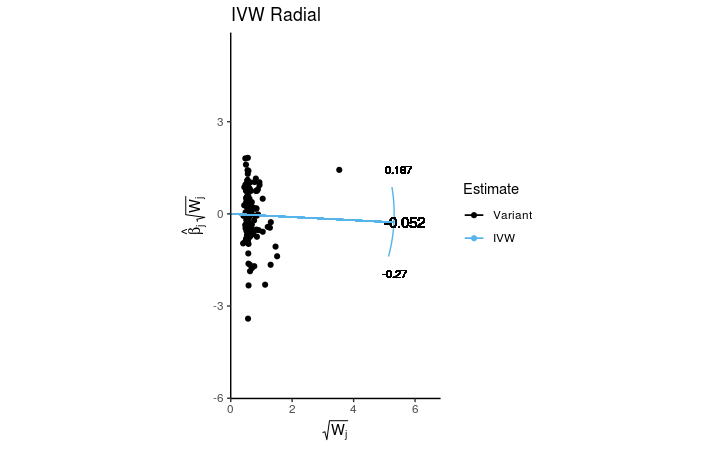 IVW Radial
3
0
-3
-6
β̂j√Wj
0
2
4
6
√Wj
0.167
-0.052
-0.27
Estimate
Variant
IVW